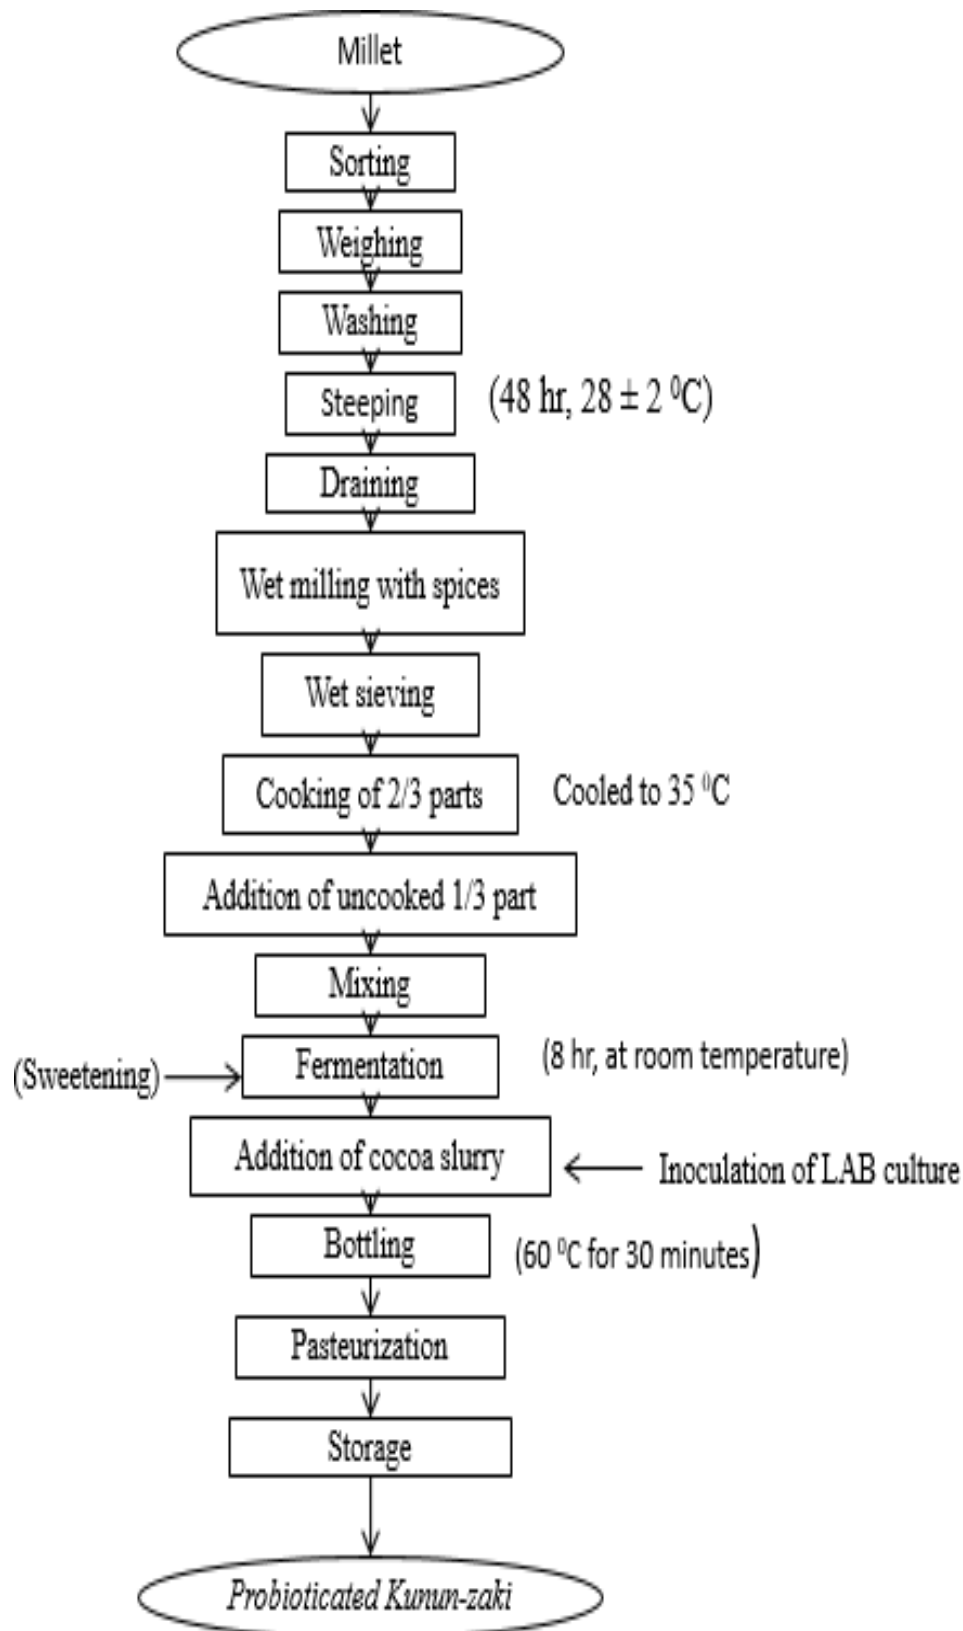 Millet
Sorting
Weighing
Washing
Steeping (48 hr, 28 ± 2 ⁰C)
Draining
Wet milling with spices
Wet sieving
Cooking of 2/3 parts Cooled to 35 ⁰C
Addition of uncooked 1/3 part
Mixing
Fermentation (8 hr, at room temperature)
(Sweetening)
Addition of cocoa slurry Inoculation of LAB culture
Bottling (60 ⁰C for 30 minutes)
Pasteurization
Storage
Probioticated Kunun-zaki